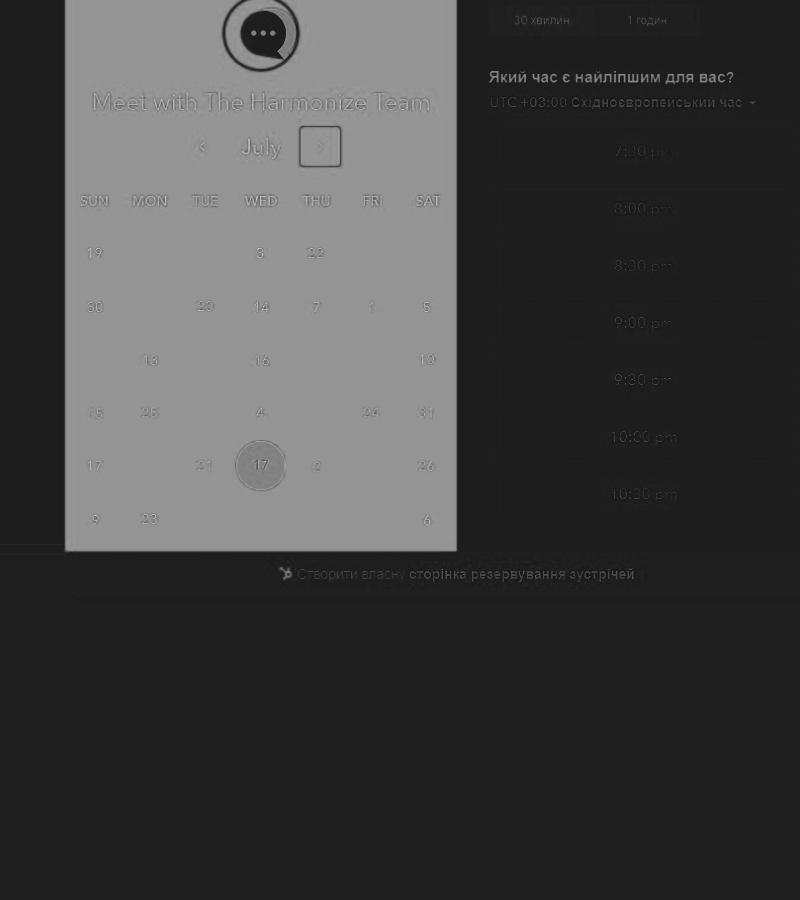 30 хвилин 1 годин
Який час є найліпшим для вас?
UTC +03:00 Східноєвропейський час
Meet with The Harmonize Team
July
SUN MON TUE WED THU FRI SAT
19 3 22
30 20 14 7 1 5
13 16 10
15 25 4 24 31
17 21 17 2 26
9 23 6
7:30 pm
8:00 pm
8:30 pm
9:00 pm
9:30 pm
10:00 pm
10:30 pm
Створити власну сторінка резервування зустрічей